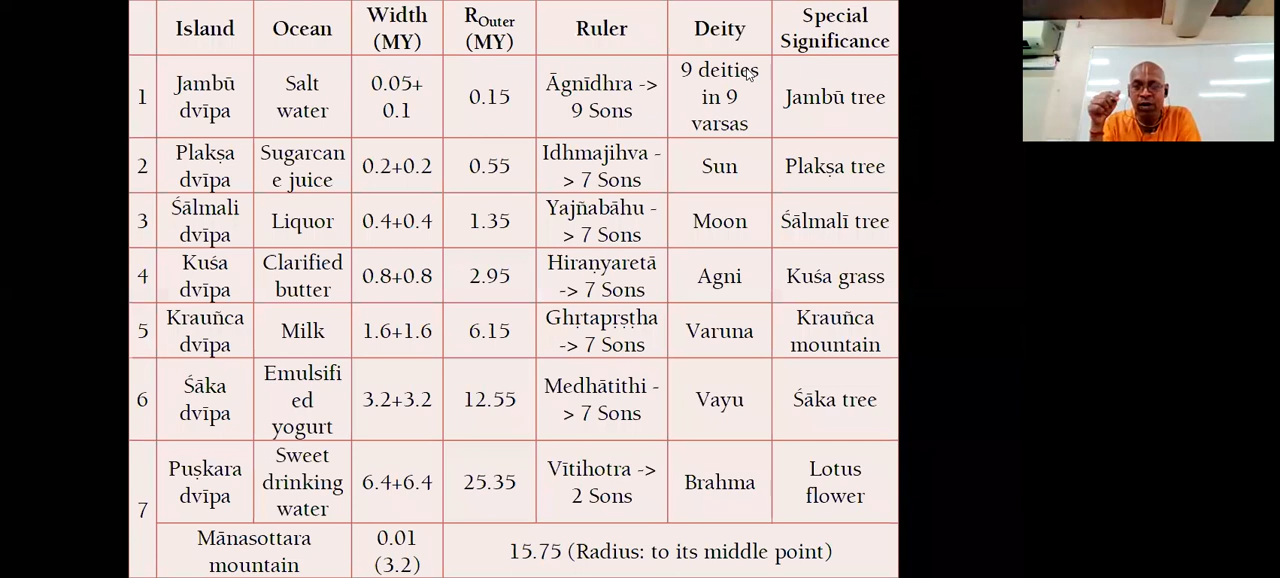 Island Ocean Width (MY) R_Outer (MY) Ruler Deity Special Significance
1 Jambū dvīpa Salt water 0.05+ 0.1 0.15 Āgnīdhra -> 9 Sons 9 deities in 9 varsas Jambū tree
2 Plakṣa dvīpa Sugarcan e juice 0.2+0.2 0.55 Idhmajihva - > 7 Sons Sun Plakṣa tree
3 Śālmali dvīpa Liquor 0.4+0.4 1.35 Yajñabāhu - > 7 Sons Moon Śālmalī tree
4 Kuśa dvīpa Clarified butter 0.8+0.8 2.95 Hiraṇyaretā -> 7 Sons Agni Kuśa grass
5 Krauñca dvīpa Milk 1.6+1.6 6.15 Ghṛtapṛṣṭha -> 7 Sons Varuna Krauñca mountain
6 Śāka dvīpa Emulsifi ed yogurt 3.2+3.2 12.55 Medhātithi - > 7 Sons Vayu Śāka tree
7 Puṣkara dvīpa Sweet drinking water 6.4+6.4 25.35 Vītihotra -> 2 Sons Brahma Lotus flower
Mānasottara mountain 0.01 (3.2) 15.75 (Radius: to its middle point)